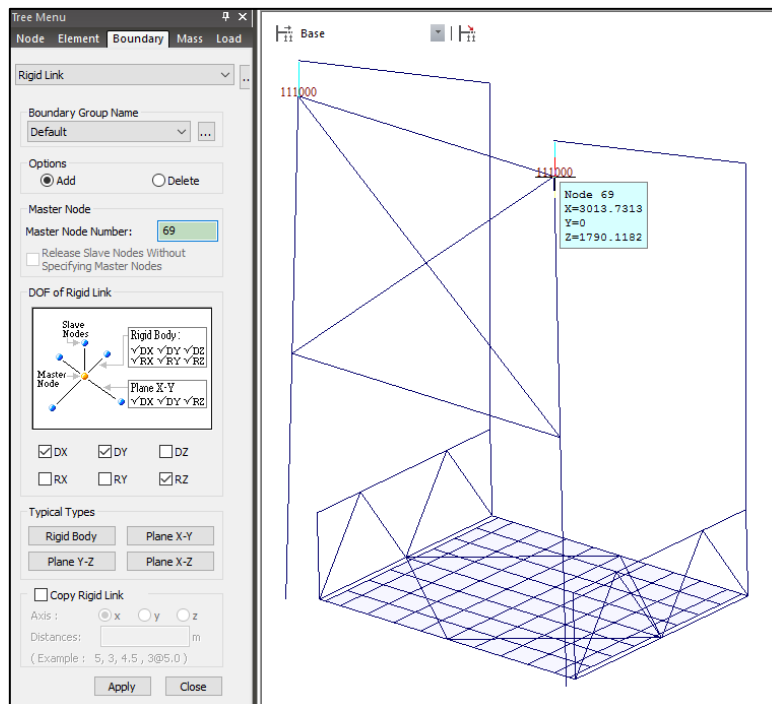 Tree Menu
Node Element Boundary Mass Load
Rigid Link
...
Boundary Group Name
Default
...
Options
Add Delete
Master Node
Master Node Number: 69
Release Slave Nodes Without
Specifying Master Nodes
DOF of Rigid Link
Slave
Nodes
Rigid Body :
√DX √DY √DZ
√RX √RY √RZ
Master
Node
Plane X-Y
√DX √DY √RZ
DX DY DZ
RX RY RZ
Typical Types
Rigid Body Plane X-Y
Plane Y-Z Plane X-Z
Copy Rigid Link
Axis : x y z
Distances: m
( Example : 5, 3, 4.5 , 3@5.0 )
Apply Close
Base
111000
111000
Node 69
X=3013.7313
Y=0
Z=1790.1182